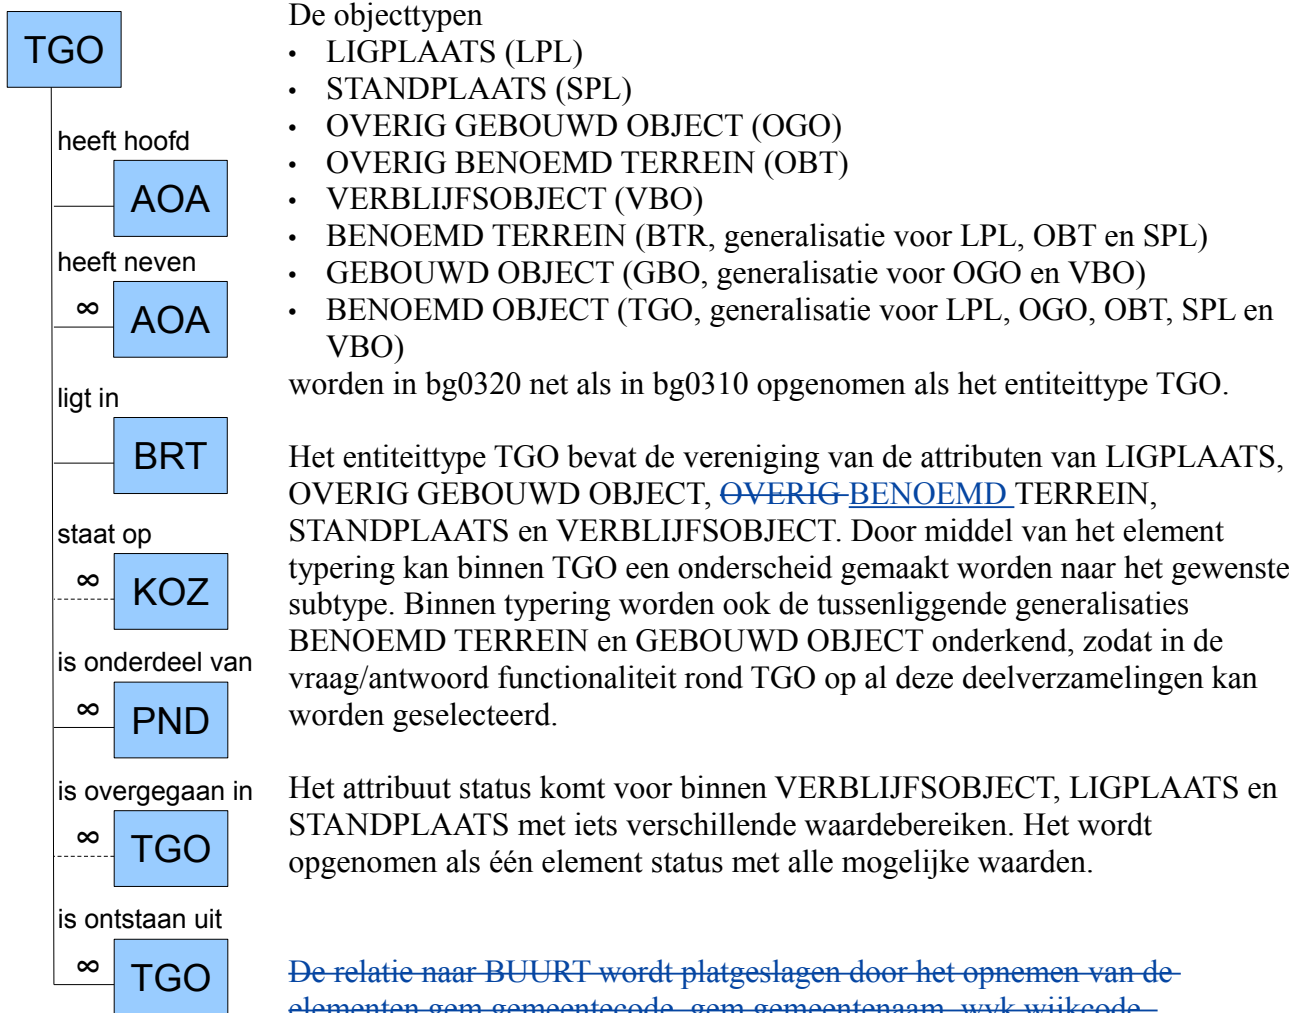 TGO
heeft hoofd
AOA
heeft neven
∞
AOA
ligt in
BRT
staat op
∞
KOZ
is onderdeel van
∞
PND
is overgegaan in
∞
TGO
is ontstaan uit
∞
TGO
De objecttypen
• LIGPLAATS (LPL)
• STANDPLAATS (SPL)
• OVERIG GEBOUWD OBJECT (OGO)
• OVERIG BENOEMD TERREIN (OBT)
• VERBLIJFSOBJECT (VBO)
• BENOEMD TERREIN (BTR, generalisatie voor LPL, OBT en SPL)
• GEBOUWD OBJECT (GBO, generalisatie voor OGO en VBO)
• BENOEMD OBJECT (TGO, generalisatie voor LPL, OGO, OBT, SPL en
VBO)
worden in bg0320 net als in bg0310 opgenomen als het entiteittype TGO.
Het entiteittype TGO bevat de vereniging van de attributen van LIGPLAATS,
OVERIG GEBOUWD OBJECT, OVERIG BENOEMD TERREIN,
STANDPLAATS en VERBLIJFSOBJECT. Door middel van het element
typering kan binnen TGO een onderscheid gemaakt worden naar het gewenste
subtype. Binnen typering worden ook de tussenliggende generalisaties
BENOEMD TERREIN en GEBOUWD OBJECT onderkend, zodat in de
vraag/antwoord functionaliteit rond TGO op al deze deelverzamelingen kan
worden geselecteerd.
Het attribuut status komt voor binnen VERBLIJFSOBJECT, LIGPLAATS en
STANDPLAATS met iets verschillende waardebereiken. Het wordt
opgenomen als één element status met alle mogelijke waarden.
De relatie naar BUURT wordt platgeslagen door het opnemen van de
elementen gem.gemeentecode, gem.gemeentenaam, wyk.wijkcode,